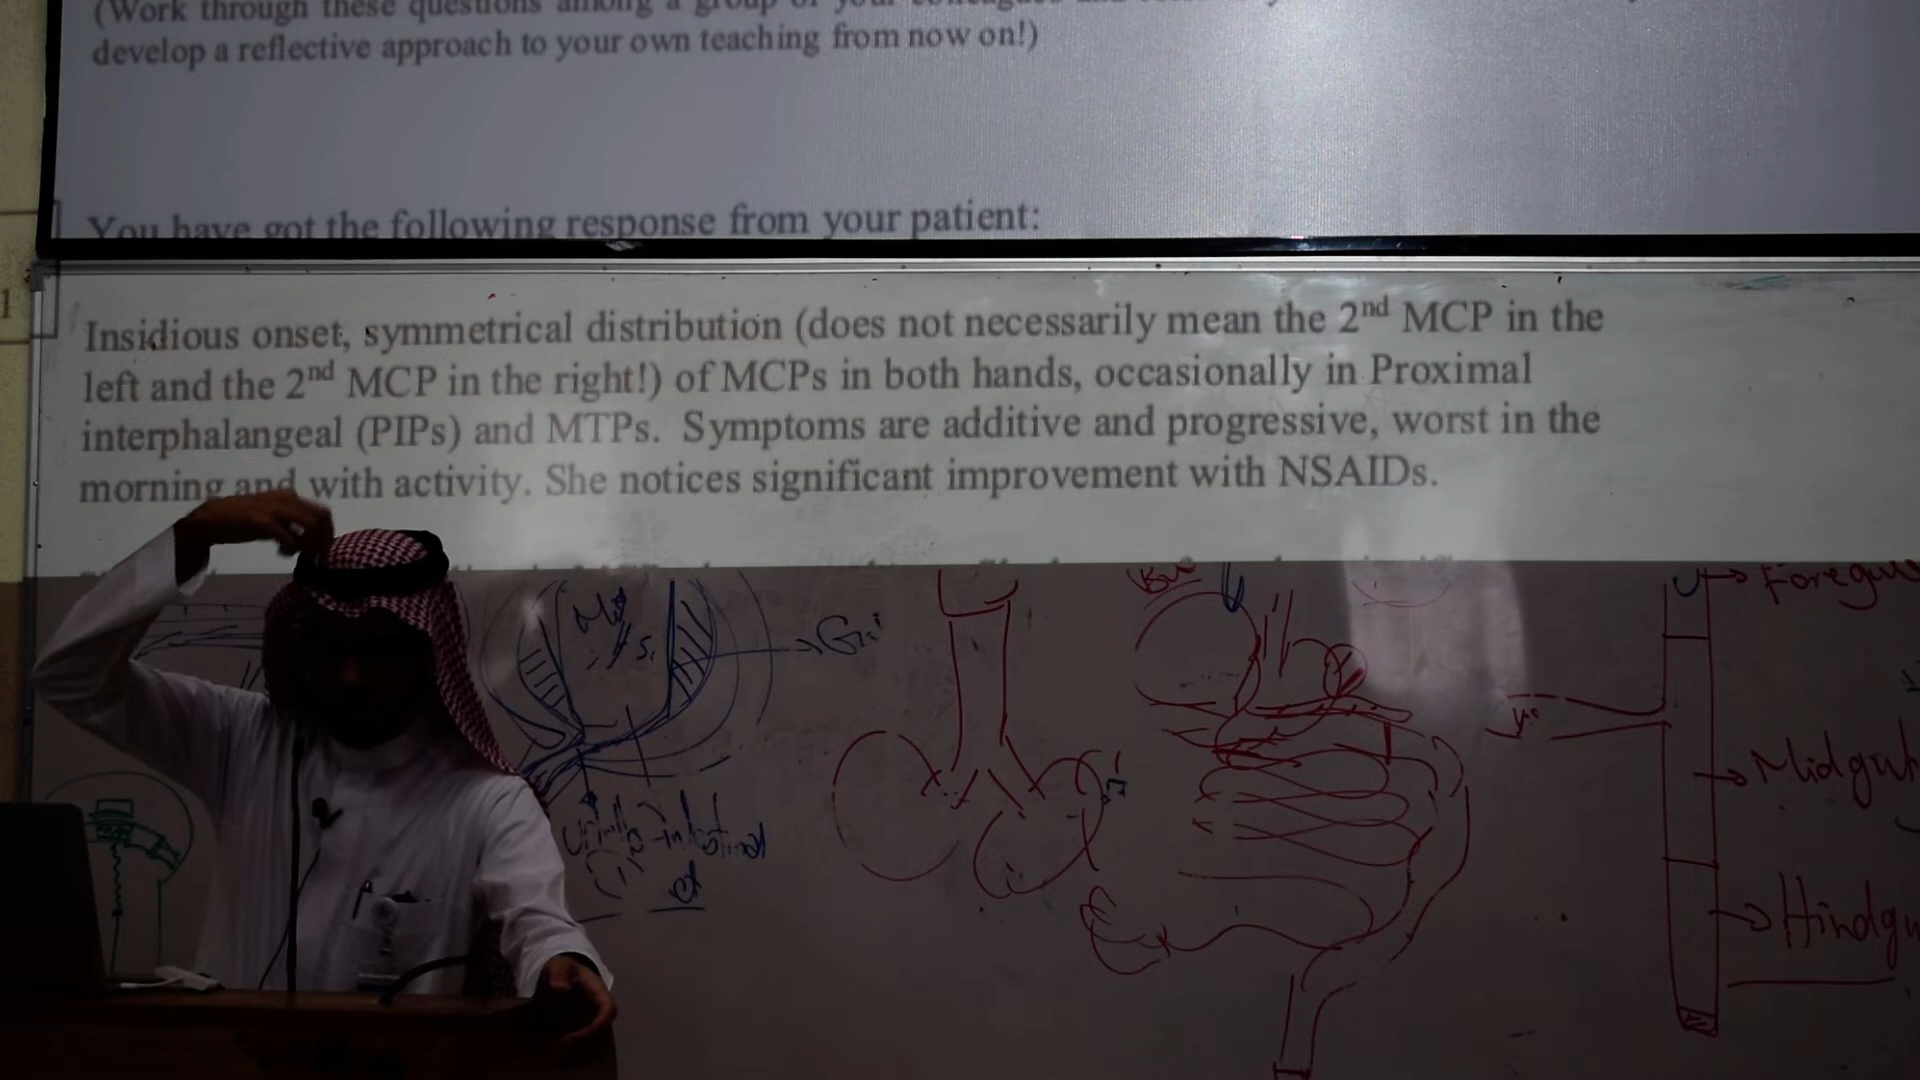 (Work through these questions among a group of your colleagues and
develop a reflective approach to your own teaching from now on!)
You have got the following response from your patient:
Insidious onset, symmetrical distribution (does not necessarily mean the 2nd MCP in the
left and the 2nd MCP in the right!) of MCPs in both hands, occasionally in Proximal
interphalangeal (PIPs) and MTPs. Symptoms are additive and progressive, worst in the
morning and with activity. She notices significant improvement with NSAIDs.
Foregu
Midgut
Hindgu